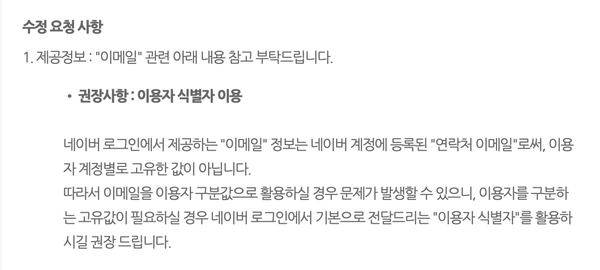 수정 요청 사항
1. 제공정보 : "이메일" 관련 아래 내용 참고 부탁드립니다.
• 권장사항 : 이용자 식별자 이용
네이버 로그인에서 제공하는 "이메일" 정보는 네이버 계정에 등록된 "연락처 이메일"로써, 이용
자 계정별로 고유한 값이 아닙니다.
따라서 이메일을 이용자 구분값으로 활용하실 경우 문제가 발생할 수 있으니, 이용자를 구분하
는 고유값이 필요하실 경우 네이버 로그인에서 기본으로 전달드리는 "이용자 식별자"를 활용하
시길 권장 드립니다.